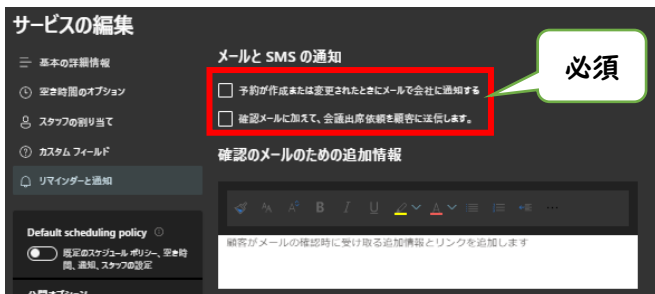 サービスの編集
基本の詳細情報
空き時間のオプション
スタッフの割り当て
カスタム フィールド
リマインダーと通知
Default scheduling policy
既定のスケジュール ポリシー、空き時
間、通知、スタッフの設定
公開オプション
メールと SMS の通知
必須
予約が作成または変更されたときにメールで会社に通知する
確認メールに加えて、会議出席依頼を顧客に送信します。
確認のメールのための追加情報
B I U
顧客がメールの確認時に受け取る追加情報とリンクを追加します